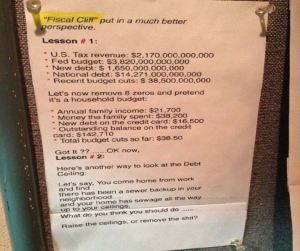 "Fiscal Cliff" put in a much better
perspective.
Lesson # 1:
* U.S. Tax revenue: $2,170,000,000,000
* Fed budget: $3,820,000,000,000
* New debt: $ 1,650,000,000,000
* National debt: $14,271,000,000,000
* Recent budget cuts: $ 38,500,000,000
Let's now remove 8 zeros and pretend
it's a household budget:
* Annual family income: $21,700
* Money the family spent: $38,200
* New debt on the credit card: $16,500
* Outstanding balance on the credit
card: $142,710
* Total budget cuts so far: $38.50
Got It ??.......OK now,
Lesson # 2:
Here's another way to look at the Debt
Ceiling:
Let's say, You come home from work
and find
there has been a sewer backup in your
neighborhood....
and your home has sewage all the way
up to your ceilings.
What do you think you should do ......
Raise the ceilings, or remove the shit?